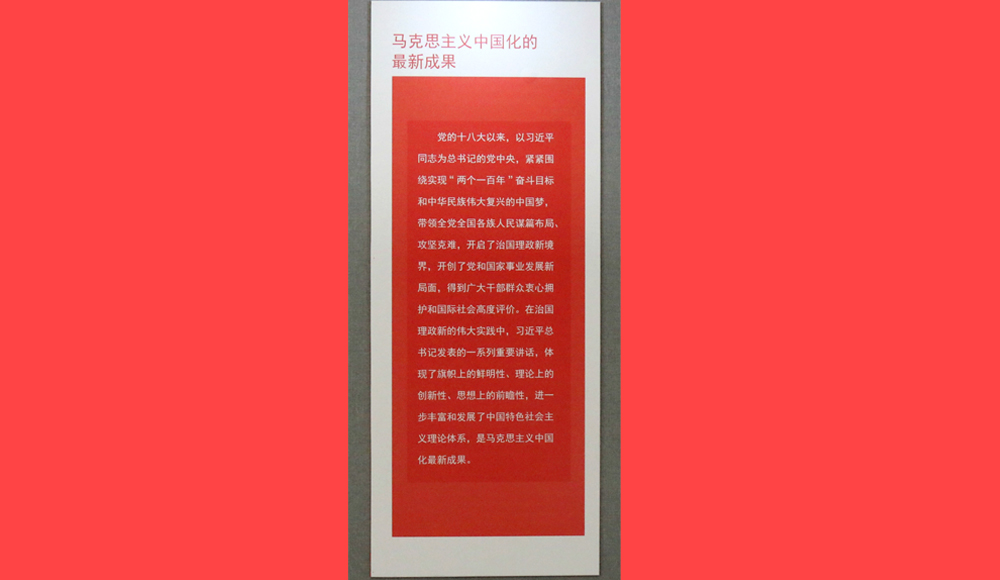 马克思主义中国化的
最新成果
党的十八大以来，以习近平
同志为总书记的党中央，紧紧围
绕实现“两个一百年”奋斗目标
和中华民族伟大复兴的中国梦，
带领全党全国各族人民谋篇布局、
攻坚克难，开启了治国理政新境
界，开创了党和国家事业发展新
局面，得到广大干部群众衷心拥
护和国际社会高度评价。在治国
理政新的伟大实践中，习近平总
书记发表的一系列重要讲话，体
现了旗帜上的鲜明性、理论上的
创新性、思想上的前瞻性，进一
步丰富和发展了中国特色社会主
义理论体系，是马克思主义中国
化最新成果。